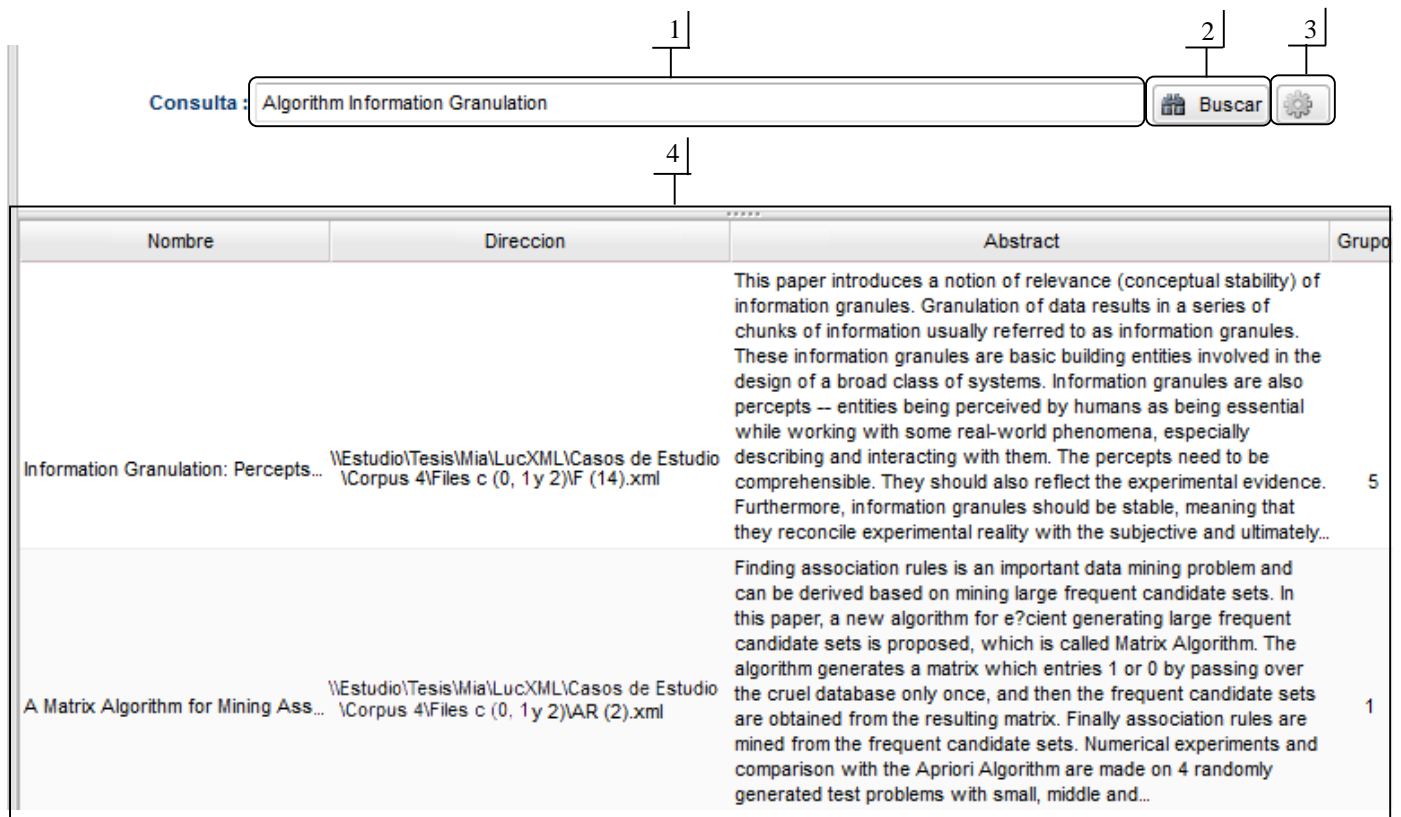 1
2
3
Consulta : Algorithm Information Granulation Buscar
4
Nombre Direccion Abstract Grupo
This paper introduces a notion of relevance (conceptual stability) of
information granules. Granulation of data results in a series of
chunks of information usually referred to as information granules.
These information granules are basic building entities involved in the
design of a broad class of systems. Information granules are also
percepts -- entities being perceived by humans as being essential
while working with some real-world phenomena, especially
describing and interacting with them. The percepts need to be
comprehensible. They should also reflect the experimental evidence.
Furthermore, information granules should be stable, meaning that
they reconcile experimental reality with the subjective and ultimately...
Information Granulation: Percepts...
\\Estudio\Tesis\Mia\LucXML\Casos de Estudio
\Corpus 4\Files c (0, 1y 2)\F (14).xml
5
Finding association rules is an important data mining problem and
can be derived based on mining large frequent candidate sets. In
this paper, a new algorithm for e?cient generating large frequent
candidate sets is proposed, which is called Matrix Algorithm. The
algorithm generates a matrix which entries 1 or 0 by passing over
the cruel database only once, and then the frequent candidate sets
are obtained from the resulting matrix. Finally association rules are
mined from the frequent candidate sets. Numerical experiments and
comparison with the Apriori Algorithm are made on 4 randomly
generated test problems with small, middle and...
A Matrix Algorithm for Mining Ass...
\\Estudio\Tesis\Mia\LucXML\Casos de Estudio
\Corpus 4\Files c (0, 1y 2)\AR (2).xml
1